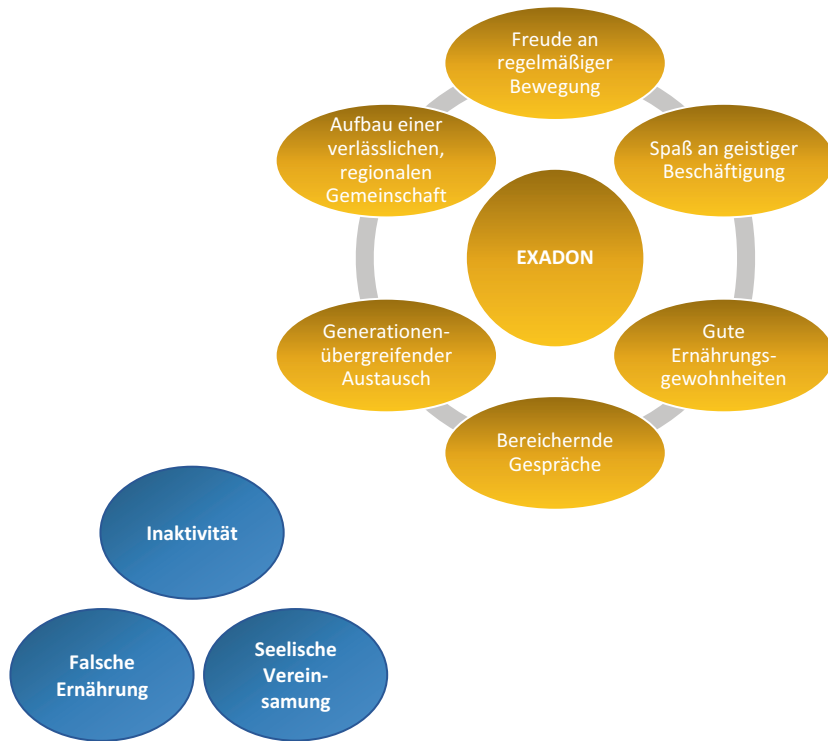 Freude an
regelmäßiger
Bewegung
Aufbau einer
verlässlichen,
regionalen
Gemeinschaft
Spaß an geistiger
Beschäftigung
EXADON
Generationen-
übergreifender
Austausch
Gute
Ernährungs-
gewohnheiten
Bereichernde
Gespräche
Inaktivität
Falsche
Ernährung
Seelische
Verein-
samung